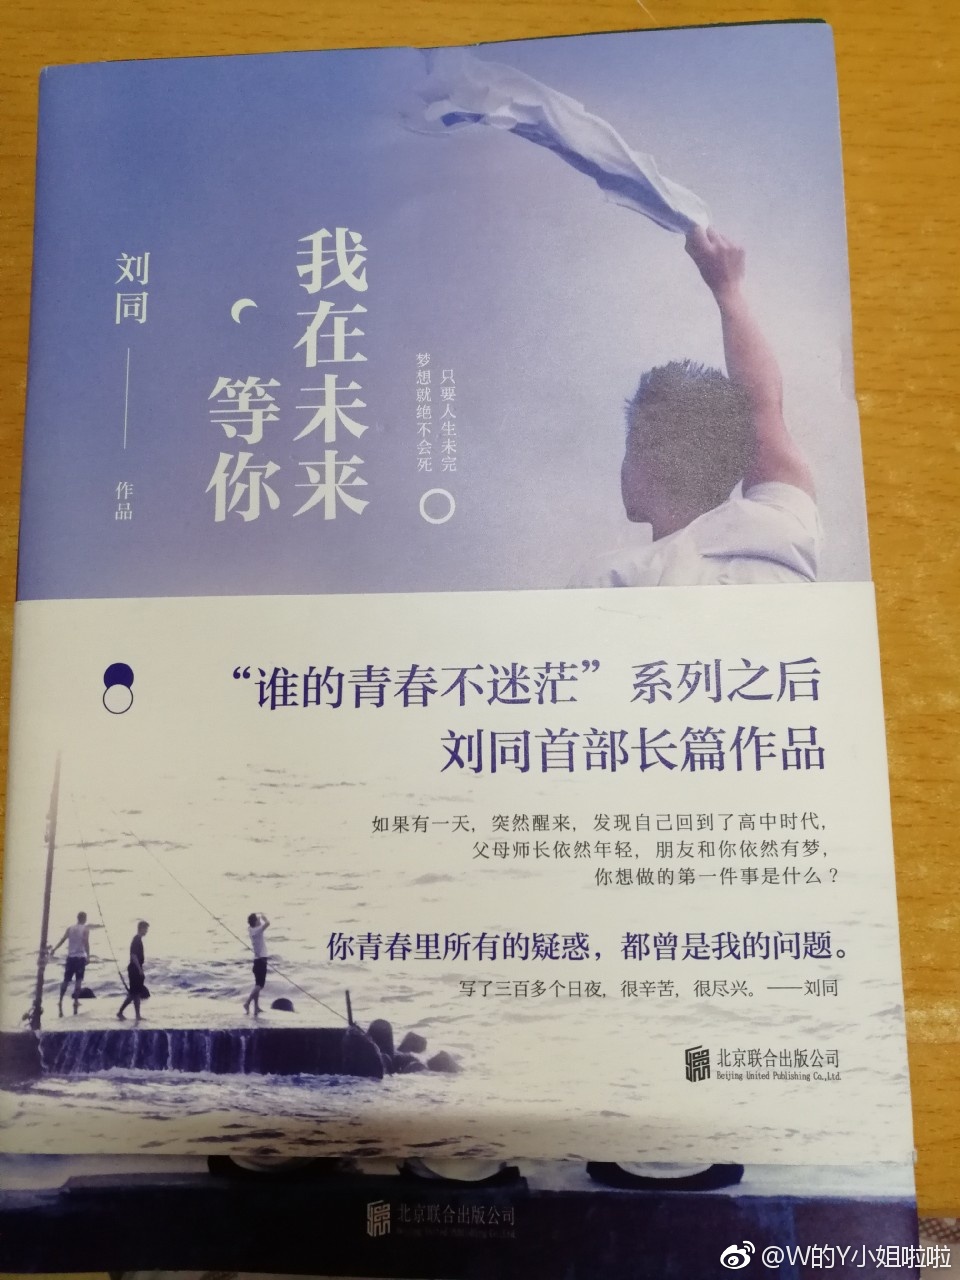 我在未来
等你
刘同
作品
只要人生未完
梦想就绝不会死
“谁的青春不迷茫”系列之后
刘同首部长篇作品
如果有一天，突然醒来，发现自己回到了高中时代，
父母师长依然年轻，朋友和你依然有梦，
你想做的第一件事是什么？
你青春里所有的疑惑，都曾是我的问题。
写了三百多个日夜，很辛苦，很尽兴。——刘同
北京联合出版公司
Beijing United Publishing Co.,Ltd.
北京联合出版公司
@W的Y小姐啦啦